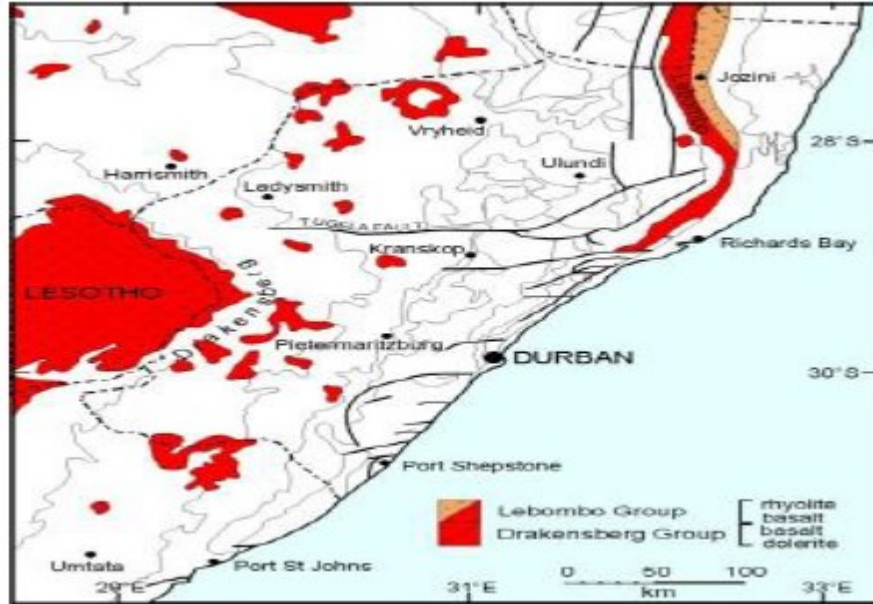 Jozini
Vryheid
28°S
Harrismith
Ulundi
Ladysmith
TUGELA FAULT
Kranskop
Richards Bay
LESOTHO
Drakensberg
Pietermaritzburg
DURBAN
30°S
Port Shepstone
Lebombo Group
rhyolite
basalt
Drakensberg Group
basalt
dolerite
Umtata
Port St Johns
29°E
31°E
33°E
0 50 100
km